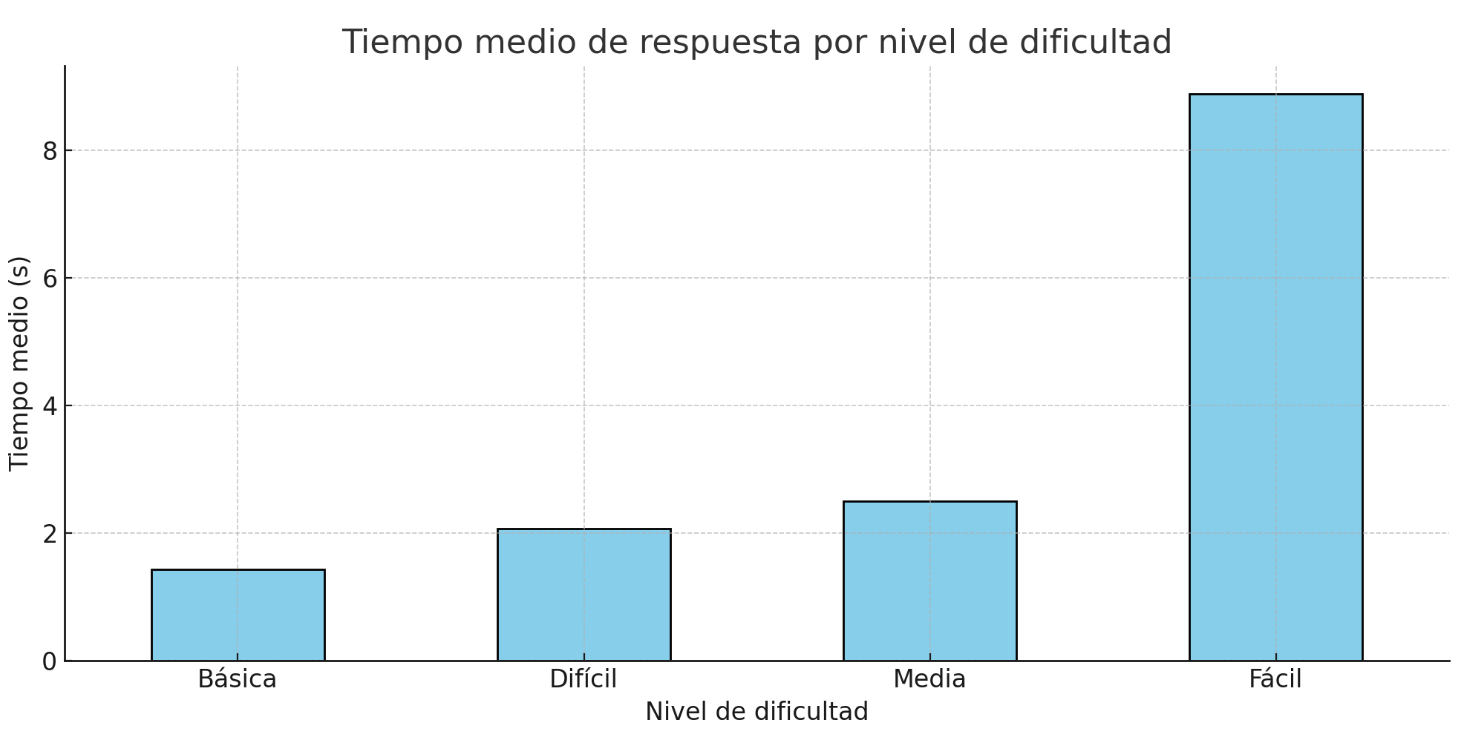 Tiempo medio de respuesta por nivel de dificultad
Tiempo medio (s)
8
6
4
2
0
Básica
Difícil
Media
Fácil
Nivel de dificultad